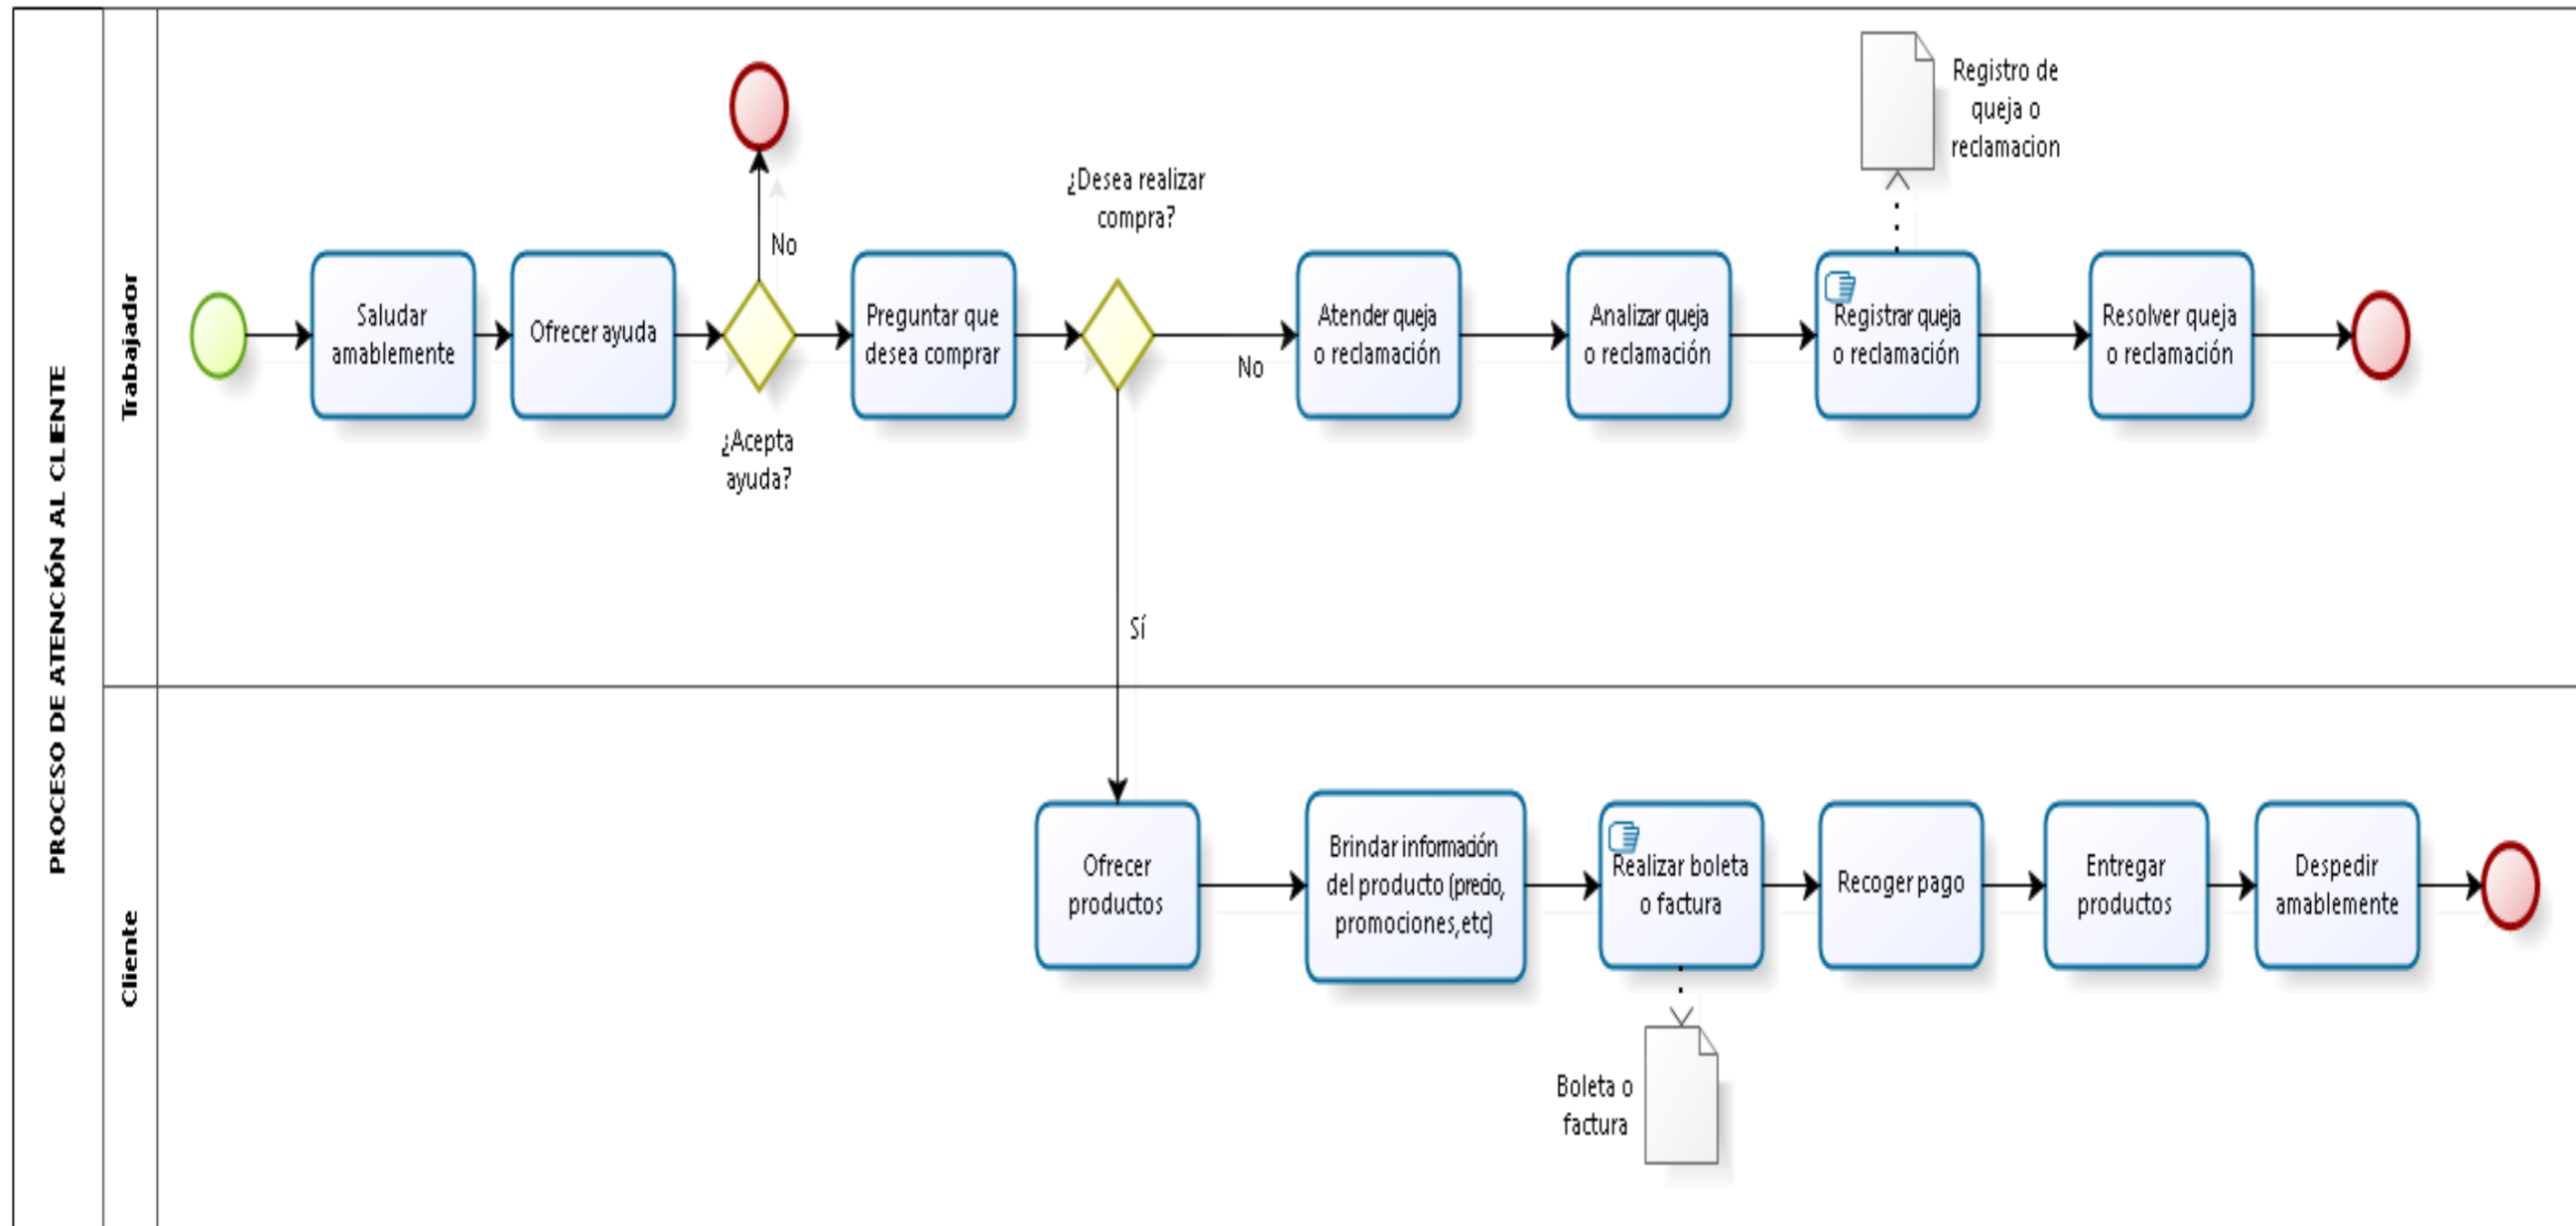 PROCESO DE ATENCIÓN AL CLIENTE
Trabajador
Saludar
amablemente
Ofrecer ayuda
No
¿Acepta
ayuda?
Preguntar que
desea comprar
¿Desea realizar
compra?
No
Sí
Atender queja
o reclamación
Analizar queja
o reclamación
Registrar queja
o reclamación
Registro de
queja o
reclamacion
Resolver queja
o reclamación
Cliente
Ofrecer
productos
Brindar información
del producto (precio,
promociones,etc)
Realizar boleta
o factura
Boleta o
factura
Recoger pago
Entregar
productos
Despedir
amablemente